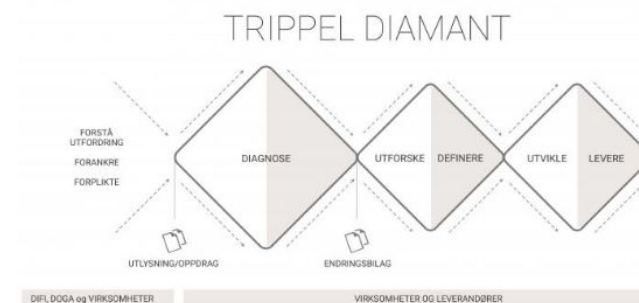 TRIPPEL DIAMANT
FORSTÅ
UTFORDRING
FORANKRE
FORPLIKTE
DIAGNOSE
UTFORSKE
DEFINERE
UTVIKLE
LEVERE
UTLYSNING/OPPDRAG
ENDRINGSBILAG
DIFI, DOGA og VIRKSOMHETER
VIRKSOMHETER OG LEVERANDØRER